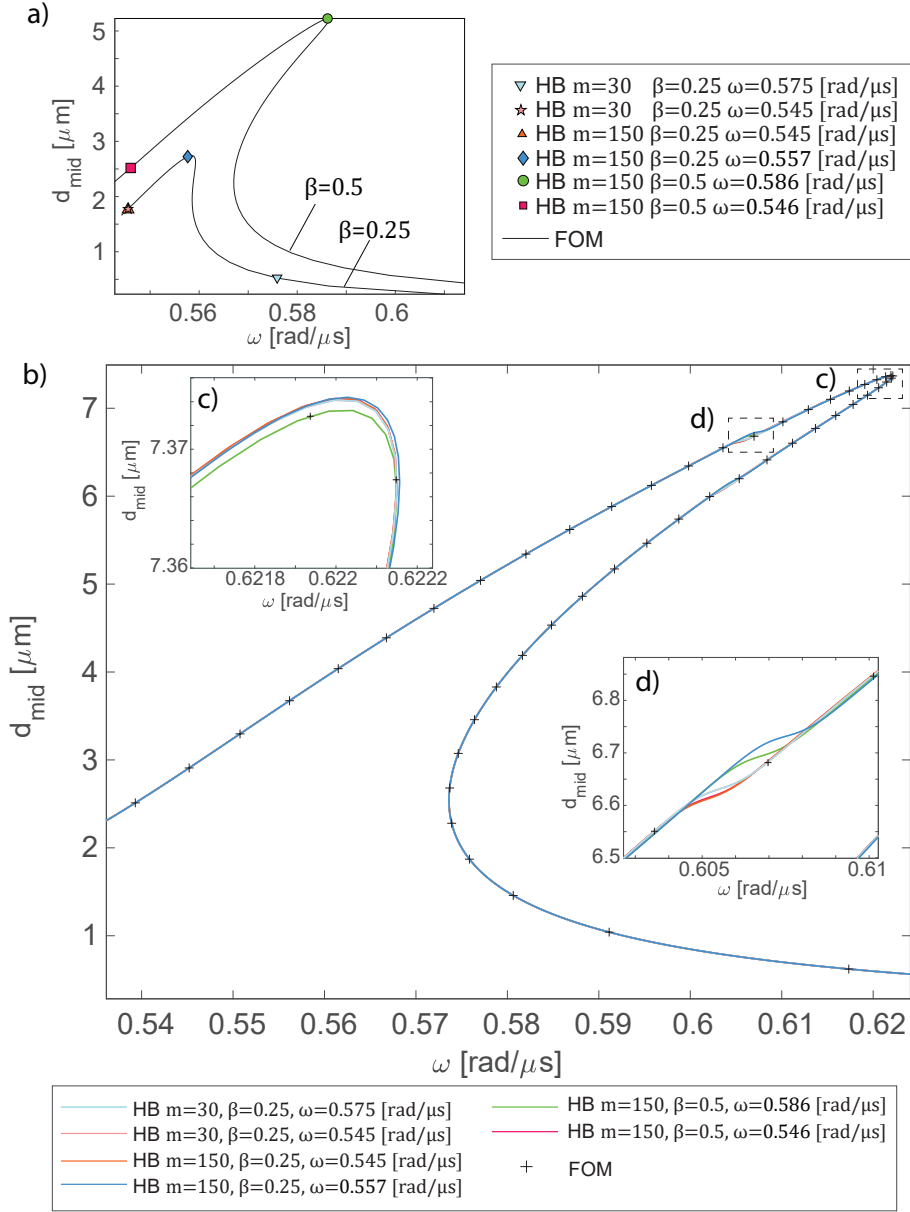 a)
5
4
3
2
1
d_mid [μm]
β=0.5
β=0.25
0.56
0.58
0.6
ω [rad/μs]
HB m=30 β=0.25 ω=0.575 [rad/μs]
HB m=30 β=0.25 ω=0.545 [rad/μs]
HB m=150 β=0.25 ω=0.545 [rad/μs]
HB m=150 β=0.25 ω=0.557 [rad/μs]
HB m=150 β=0.5 ω=0.586 [rad/μs]
HB m=150 β=0.5 ω=0.546 [rad/μs]
FOM
b)
7
6
5
4
3
2
1
d_mid [μm]
c)
d)
c)
7.37
7.36
d_mid [μm]
0.6218
0.622
0.6222
ω [rad/μs]
d)
6.8
6.7
6.6
6.5
d_mid [μm]
0.605
0.61
ω [rad/μs]
0.54
0.55
0.56
0.57
0.58
0.59
0.6
0.61
0.62
ω [rad/μs]
HB m=30, β=0.25, ω=0.575 [rad/μs]
HB m=30, β=0.25, ω=0.545 [rad/μs]
HB m=150, β=0.25, ω=0.545 [rad/μs]
HB m=150, β=0.25, ω=0.557 [rad/μs]
HB m=150, β=0.5, ω=0.586 [rad/μs]
HB m=150, β=0.5, ω=0.546 [rad/μs]
FOM